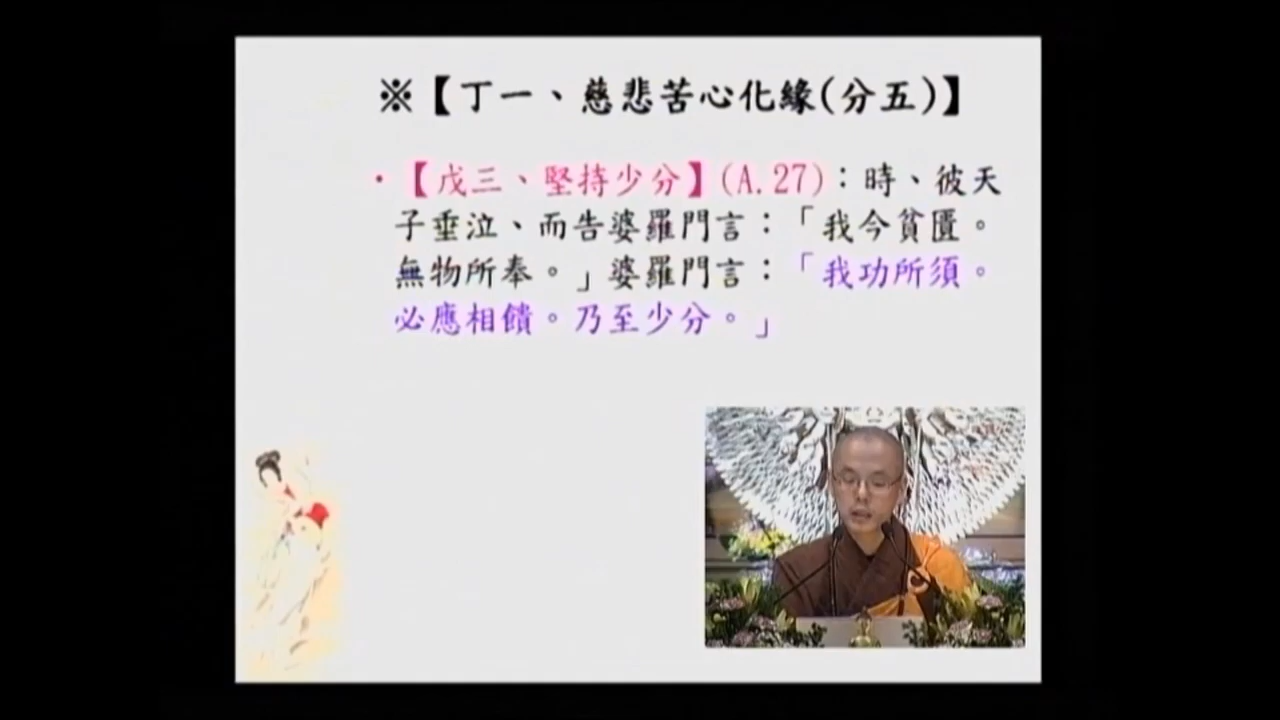 ※【丁一、慈悲苦心化緣(分五)】
•【戊三、堅持少分】(A.27)：時、彼天
子垂泣、而告婆羅門言：「我今貧匱。
無物所奉。」婆羅門言：「我功所須。
必應相饋。乃至少分。」